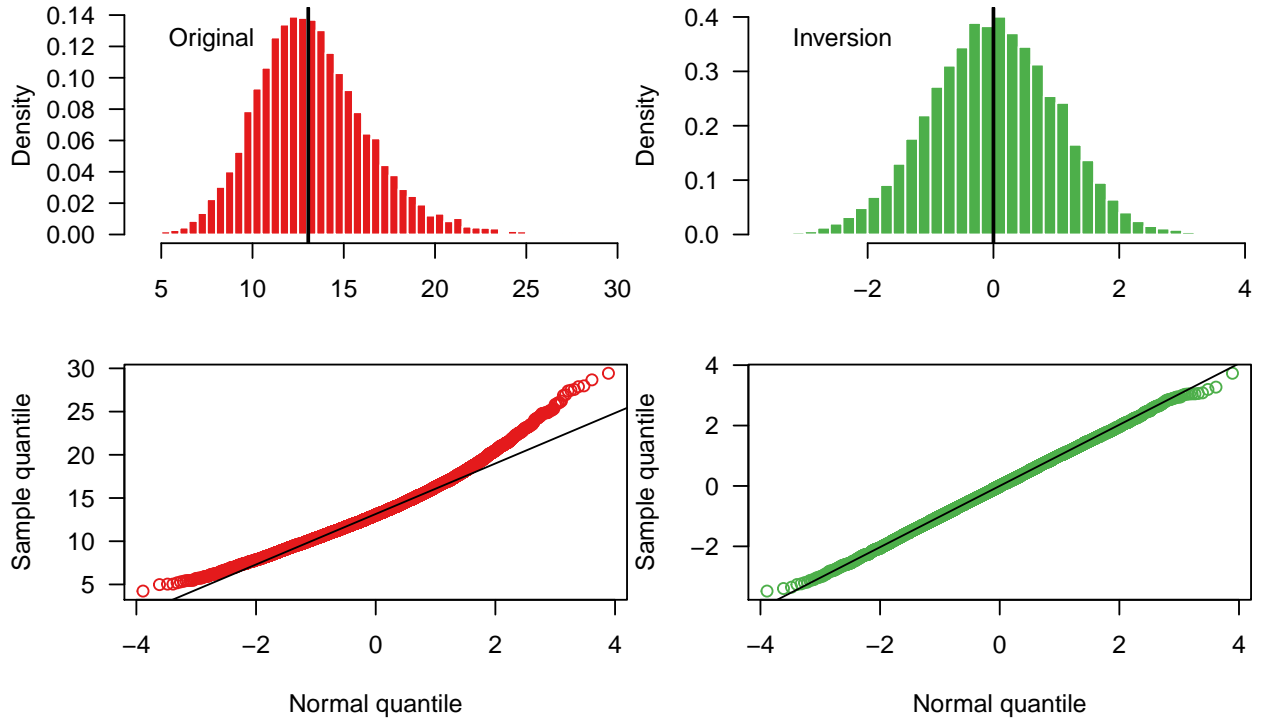 Original
Density
0.14
0.12
0.10
0.08
0.06
0.04
0.02
0.00
5 10 15 20 25 30
Inversion
Density
0.4
0.3
0.2
0.1
0.0
−2 0 2 4
Sample quantile
30
25
20
15
10
5
−4 −2 0 2 4
Normal quantile
Sample quantile
4
2
0
−2
−4 −2 0 2 4
Normal quantile